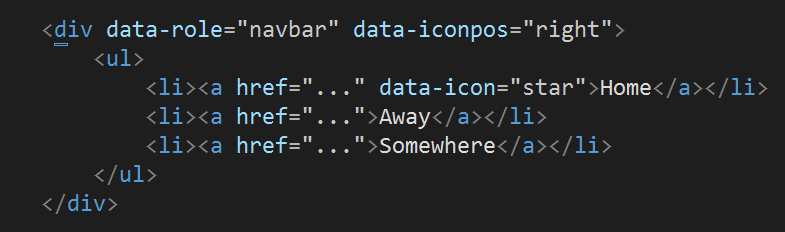 <div data-role="navbar" data-iconpos="right">
    <ul>
        <li><a href="..." data-icon="star">Home</a></li>
        <li><a href="...">Away</a></li>
        <li><a href="...">Somewhere</a></li>
    </ul>
</div>